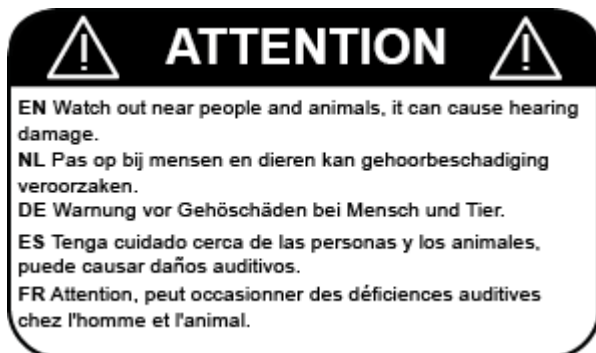 ATTENTION
EN Watch out near people and animals, it can cause hearing
damage.
NL Pas op bij mensen en dieren kan gehoorbeschadiging
veroorzaken.
DE Warnung vor Gehöschäden bei Mensch und Tier.
ES Tenga cuidado cerca de las personas y los animales,
puede causar daños auditivos.
FR Attention, peut occasionner des déficiences auditives
chez l'homme et l'animal.